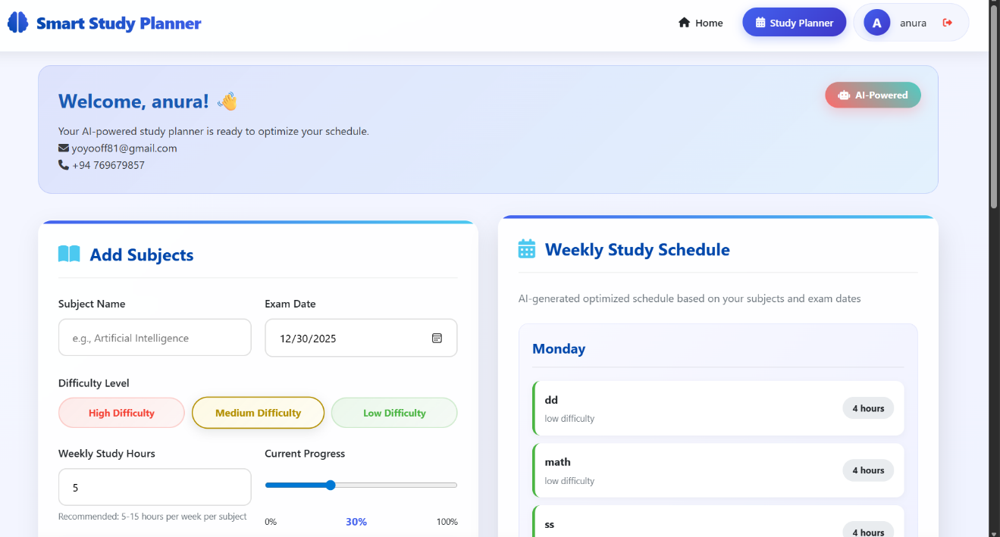 Smart Study Planner
Home
Study Planner
A
anura
Welcome, anura! 👋
AI-Powered
Your AI-powered study planner is ready to optimize your schedule.
yoyooff81@gmail.com
+94 769679857
Add Subjects
Subject Name
Exam Date
e.g., Artificial Intelligence
12/30/2025
Difficulty Level
High Difficulty
Medium Difficulty
Low Difficulty
Weekly Study Hours
Current Progress
5
Recommended: 5-15 hours per week per subject
0%
30%
100%
Weekly Study Schedule
AI-generated optimized schedule based on your subjects and exam dates
Monday
dd
low difficulty
4 hours
math
low difficulty
4 hours
ss
4 hours